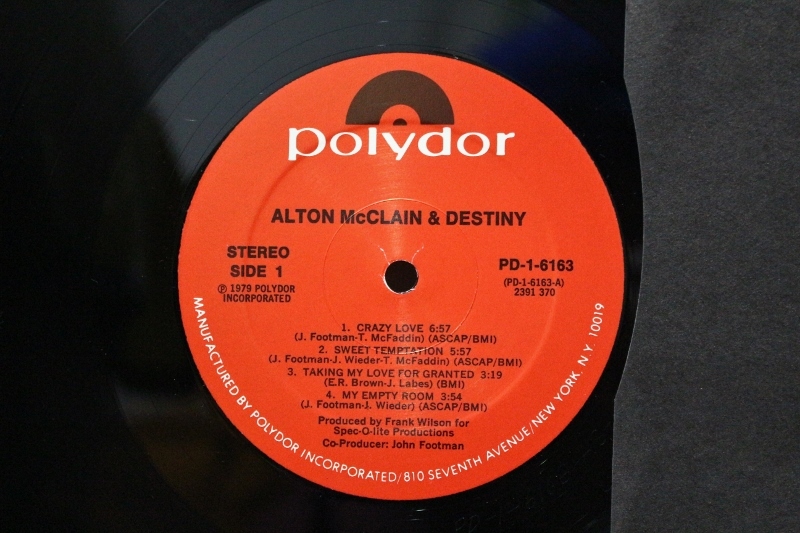 polydor
ALTON McCLAIN & DESTINY
STEREO
SIDE 1
℗ 1979 POLYDOR
INCORPORATED
PD-1-6163
(PD-1-6163-A)
2391 370
1. CRAZY LOVE 6:57
(J. Footman-T. McFaddin) (ASCAP/BMI)
2. SWEET TEMPTATION 5:57
(J. Footman-J. Wieder-T. McFaddin) (ASCAP/BMI)
3. TAKING MY LOVE FOR GRANTED 3:19
(E.R. Brown-J. Labes) (BMI)
4. MY EMPTY ROOM 3:54
(J. Footman-J. Wieder) (ASCAP/BMI)
Produced by Frank Wilson for
Spec-O-lite Productions
Co-Producer: John Footman
MANUFACTURED BY POLYDOR INCORPORATED/810 SEVENTH AVENUE/NEW YORK, N.Y. 10019